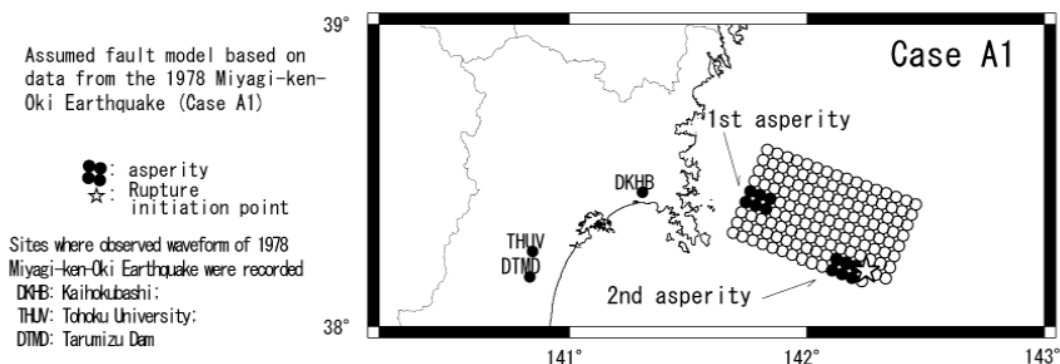 Assumed fault model based on
data from the 1978 Miyagi-ken-
Oki Earthquake (Case A1)
: asperity
: Rupture
initiation point
Sites where observed waveform of 1978
Miyagi-ken-Oki Earthquake were recorded
DKHB: Kaihokubashi;
THUV: Tohoku University;
DTMD: Tarumizu Dam
39°
38°
Case A1
1st asperity
DKHB
THUV
DTMD
2nd asperity
141°
142°
143°